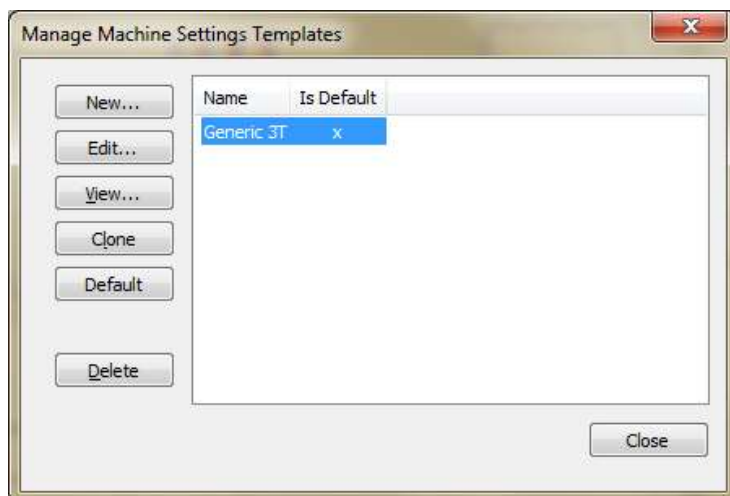 Manage Machine Settings Templates
New...
Edit...
View...
Clone
Default
Delete
Name Is Default
Generic 3T x
Close